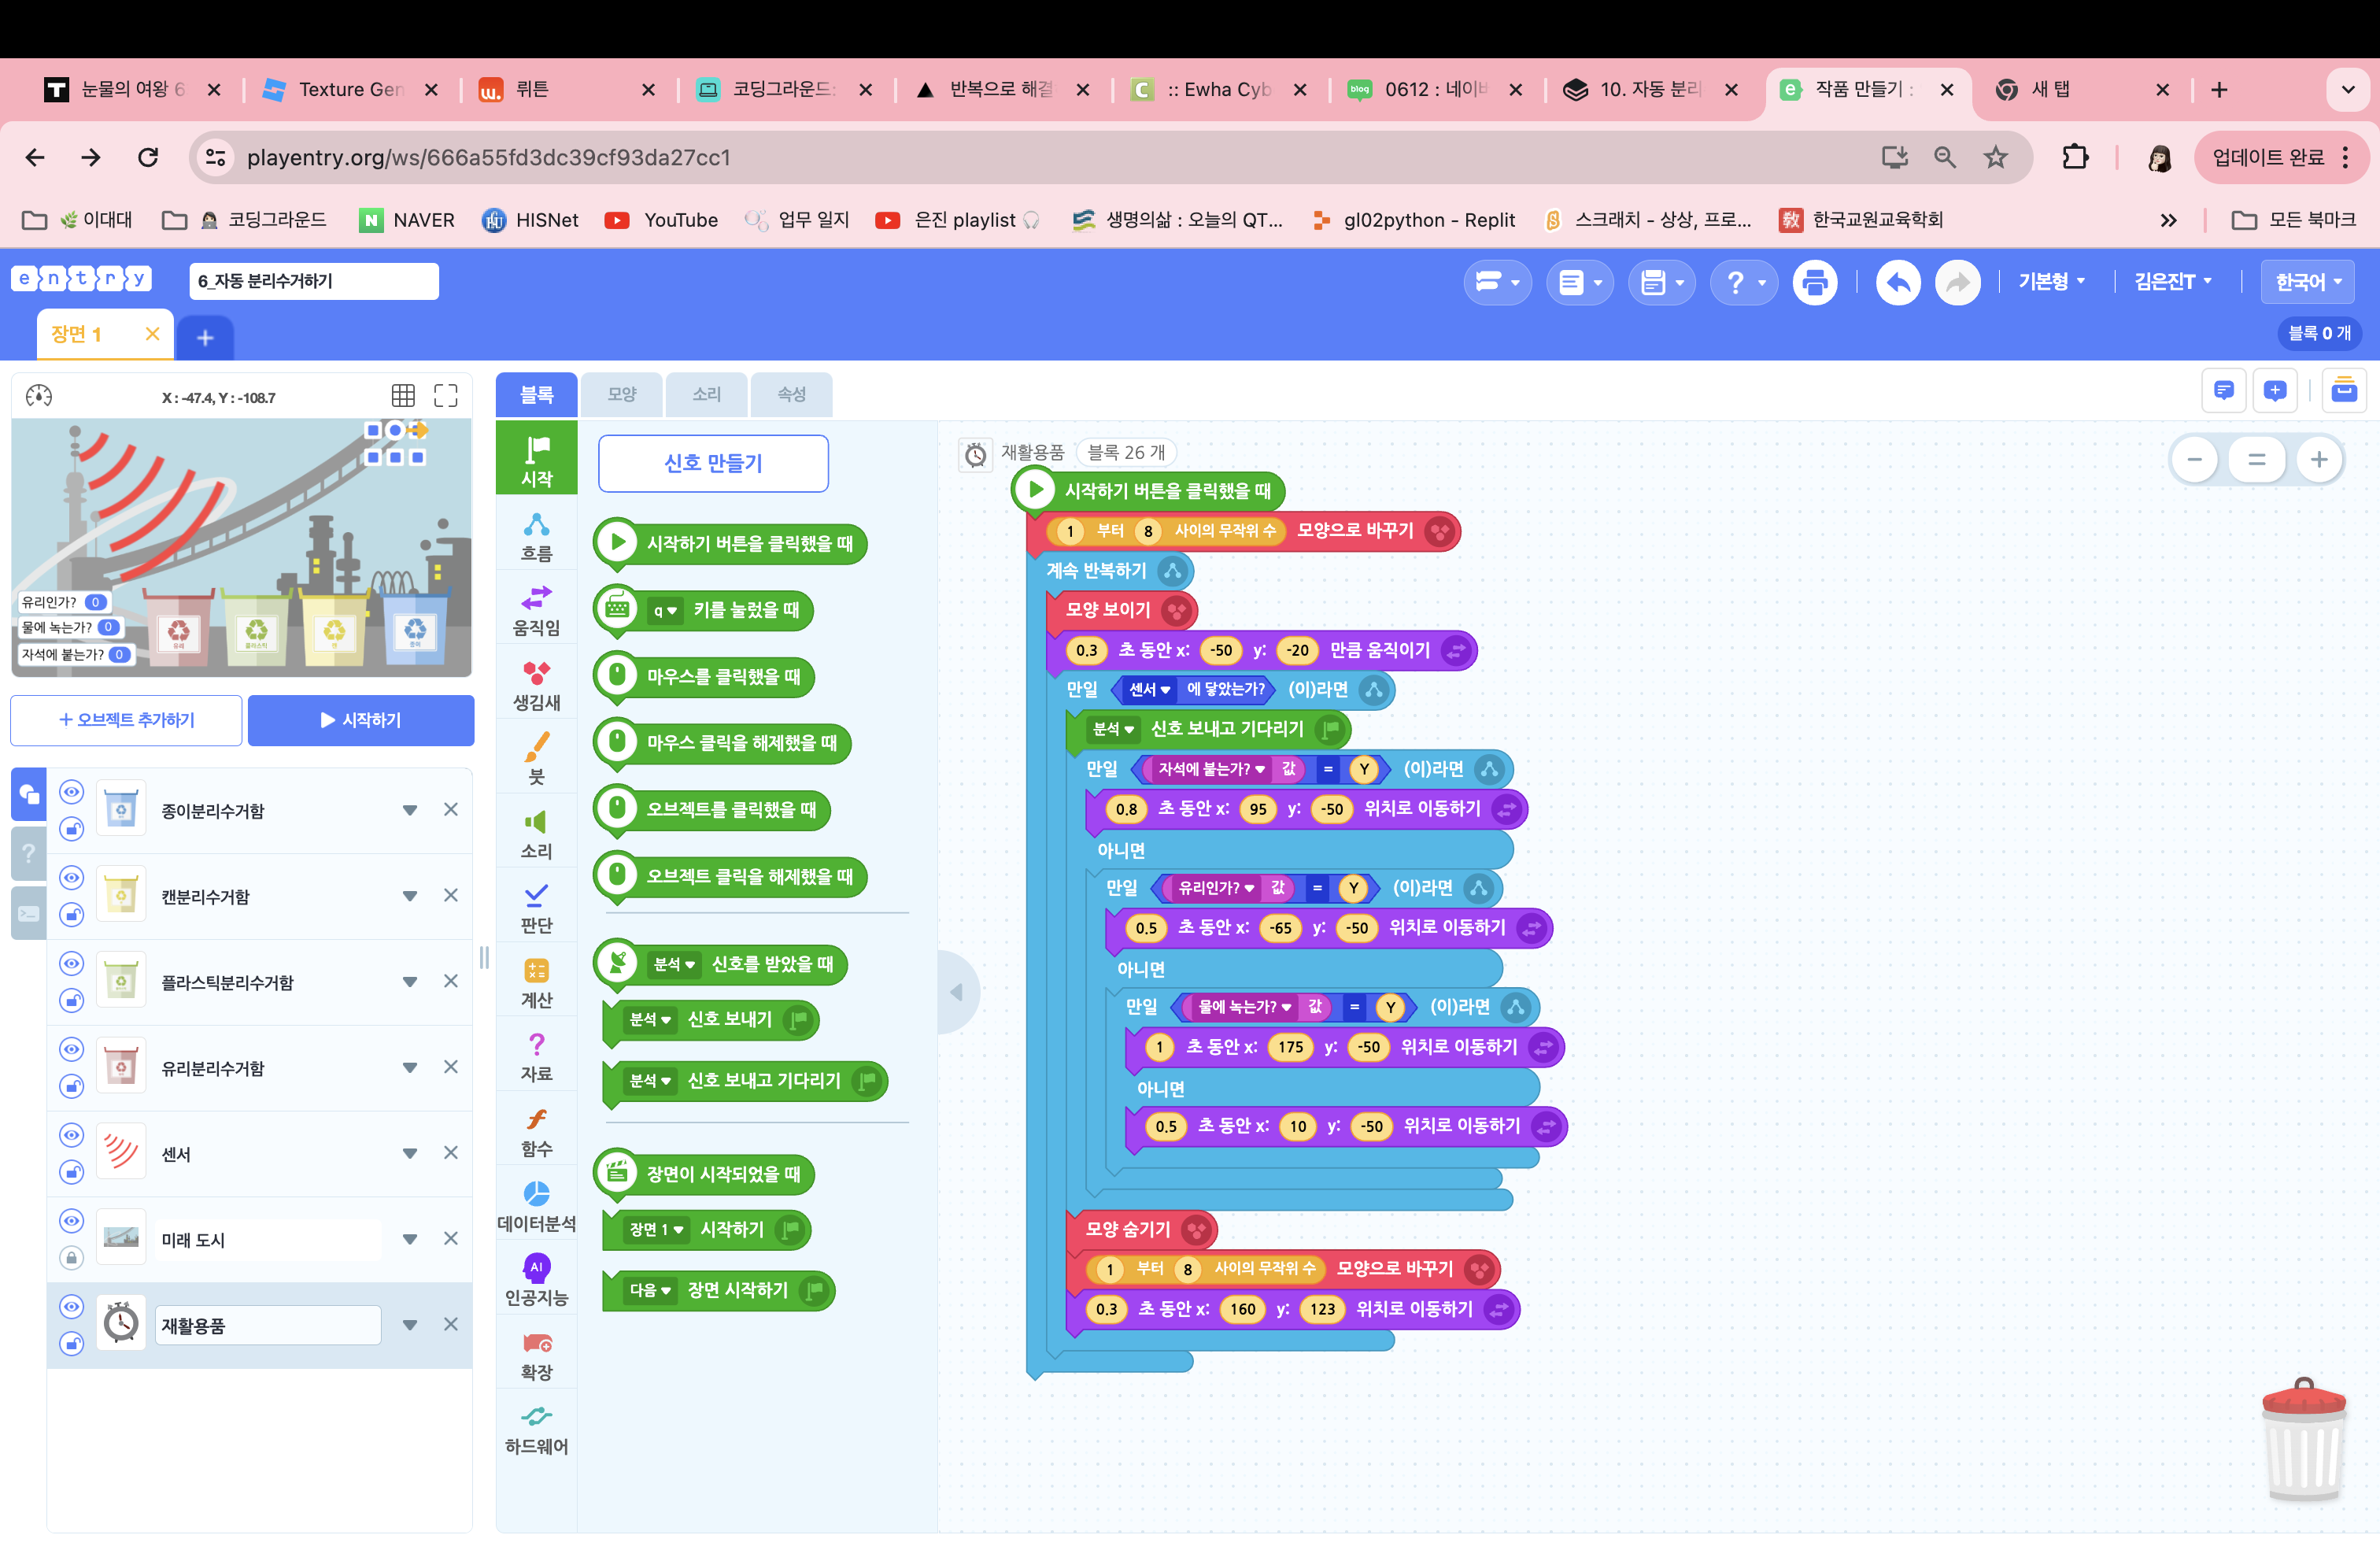 눈물의 여왕 6
Texture Gen
뤼튼
코딩그라운드:
반복으로 해결
:: Ewha Cyb
0612 : 네이버
10. 자동 분리
작품 만들기 :
새 탭
playentry.org/ws/666a55fd3dc39cf93da27cc1
업데이트 완료
이대대
코딩그라운드
NAVER
HISNet
YouTube
업무 일지
은진 playlist
생명의삶 : 오늘의 QT...
gl02python - Replit
스크래치 - 상상, 프로...
한국교원교육학회
모든 북마크
entry
6_자동 분리수거하기
기본형
김은진T
한국어
장면 1
블록 0 개
X : -47.4, Y : -108.7
유리인가? 0
물에 녹는가? 0
자석에 붙는가? 0
+ 오브젝트 추가하기
시작하기
종이분리수거함
캔분리수거함
플라스틱분리수거함
유리분리수거함
센서
미래 도시
재활용품
블록
모양
소리
속성
시작
흐름
움직임
생김새
붓
소리
판단
계산
자료
함수
데이터분석
인공지능
확장
하드웨어
신호 만들기
시작하기 버튼을 클릭했을 때
q 키를 눌렀을 때
마우스를 클릭했을 때
마우스 클릭을 해제했을 때
오브젝트를 클릭했을 때
오브젝트 클릭을 해제했을 때
분석 신호를 받았을 때
분석 신호 보내기
분석 신호 보내고 기다리기
장면이 시작되었을 때
장면 1 시작하기
다음 장면 시작하기
재활용품 블록 26 개
시작하기 버튼을 클릭했을 때
1 부터 8 사이의 무작위 수 모양으로 바꾸기
계속 반복하기
모양 보이기
0.3 초 동안 x: -50 y: -20 만큼 움직이기
만일 센서 에 닿았는가? (이)라면
분석 신호 보내고 기다리기
만일 자석에 붙는가? 값 = Y (이)라면
0.8 초 동안 x: 95 y: -50 위치로 이동하기
아니면
만일 유리인가? 값 = Y (이)라면
0.5 초 동안 x: -65 y: -50 위치로 이동하기
아니면
만일 물에 녹는가? 값 = Y (이)라면
1 초 동안 x: 175 y: -50 위치로 이동하기
아니면
0.5 초 동안 x: 10 y: -50 위치로 이동하기
모양 숨기기
1 부터 8 사이의 무작위 수 모양으로 바꾸기
0.3 초 동안 x: 160 y: 123 위치로 이동하기